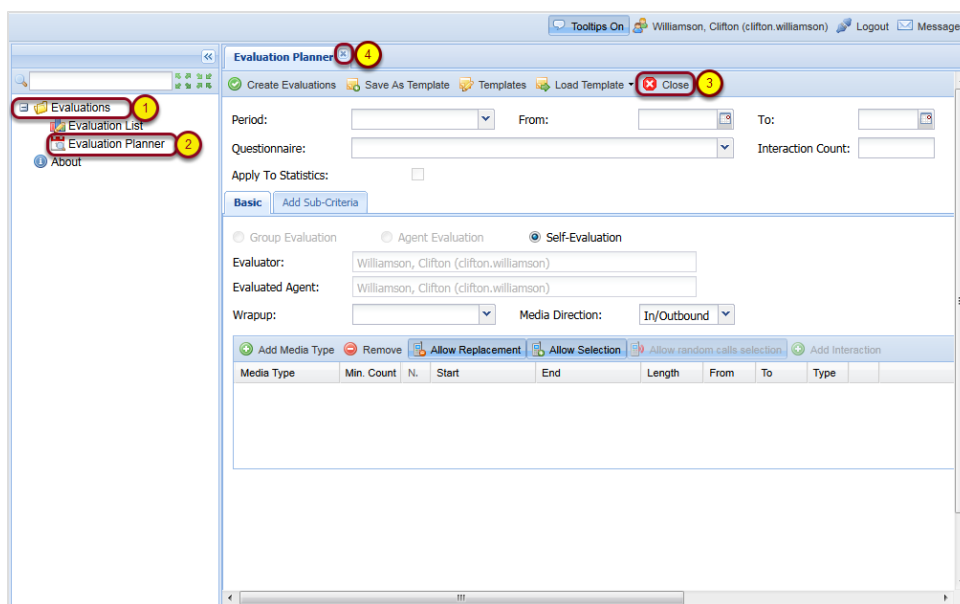 Tooltips On Williamson, Clifton (clifton.williamson) Logout Message
Evaluation Planner 4
Create Evaluations Save As Template Templates Load Template Close 3
Evaluations 1
Evaluation List
Evaluation Planner 2
About
Period: From: To:
Questionnaire: Interaction Count:
Apply To Statistics:
Basic Add Sub-Criteria
Group Evaluation Agent Evaluation Self-Evaluation
Evaluator: Williamson, Clifton (clifton.williamson)
Evaluated Agent: Williamson, Clifton (clifton.williamson)
Wrapup: Media Direction: In/Outbound
Add Media Type Remove Allow Replacement Allow Selection Allow random calls selection Add Interaction
Media Type Min. Count N. Start End Length From To Type